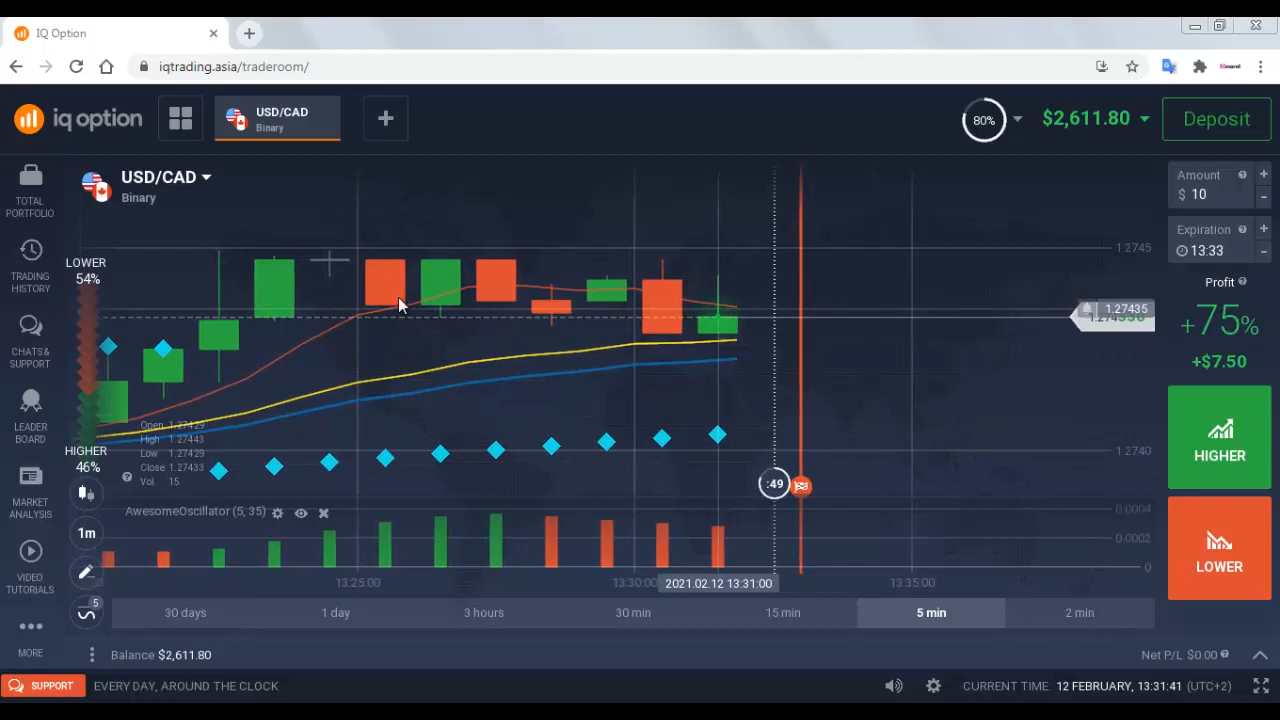 IQ Option
iqtrading.asia/traderoom/
iq option
USD/CAD
Binary
80%
$2,611.80
Deposit
USD/CAD
Binary
TOTAL
PORTFOLIO
TRADING
HISTORY
CHATS &
SUPPORT
LEADER
BOARD
MARKET
ANALYSIS
VIDEO
TUTORIALS
MORE
LOWER
54%
HIGHER
46%
Open 1.27429
High 1.27443
Low 1.27429
Close 1.27433
Vol. 15
1m
5
AwesomeOscillator (5, 35)
1.2745
1.27435
1.2740
0.0004
0.0002
0
:49
13:25:00
13:30:00
2021.02.12 13:31:00
13:35:00
30 days
1 day
3 hours
30 min
15 min
5 min
2 min
Amount
$ 10
Expiration
13:33
Profit
+75%
+$7.50
HIGHER
LOWER
Balance $2,611.80
Net P/L $0.00
SUPPORT
EVERY DAY, AROUND THE CLOCK
CURRENT TIME: 12 FEBRUARY, 13:31:41 (UTC+2)